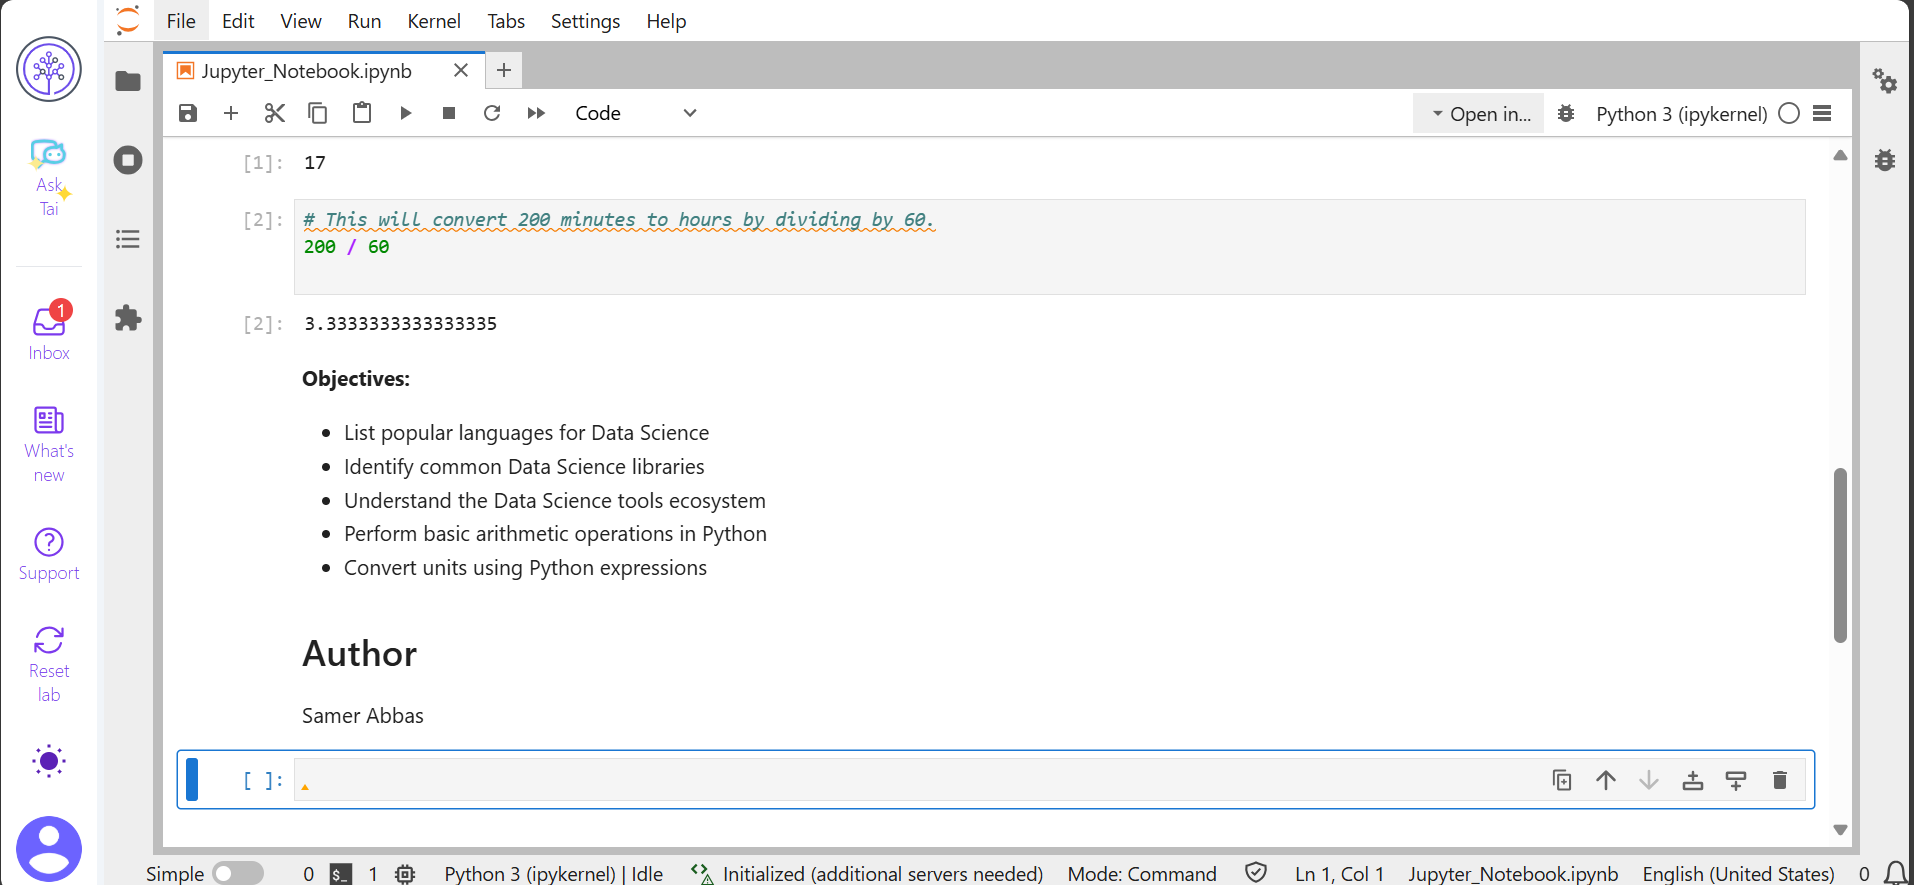 File Edit View Run Kernel Tabs Settings Help
Jupyter_Notebook.ipynb
Code
Open in...
Python 3 (ipykernel)
Ask
Tai
1
Inbox
What's
new
Support
Reset
lab
[1]: 17
[2]: # This will convert 200 minutes to hours by dividing by 60.
200 / 60
[2]: 3.3333333333333335
Objectives:
• List popular languages for Data Science
• Identify common Data Science libraries
• Understand the Data Science tools ecosystem
• Perform basic arithmetic operations in Python
• Convert units using Python expressions
Author
Samer Abbas
[ ]:
Simple 0 $_ 1 Python 3 (ipykernel) | Idle Initialized (additional servers needed) Mode: Command Ln 1, Col 1 Jupyter_Notebook.ipynb English (United States) 0